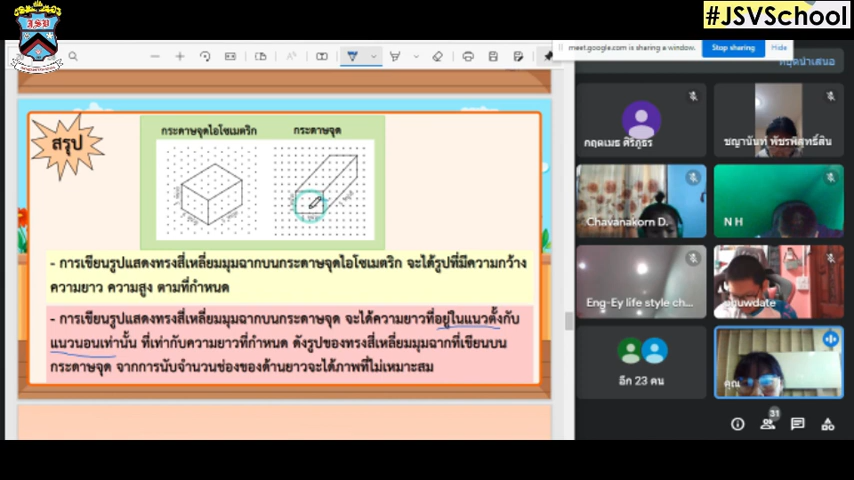 #JSVSchool
JSV
meet.google.com is sharing a window.
Stop sharing
Hide
หยุดนำเสนอ
สรุป
กระดาษจุดไอโซเมตริก
กระดาษจุด
- การเขียนรูปแสดงทรงสี่เหลี่ยมมุมฉากบนกระดาษจุดไอโซเมตริก จะได้รูปที่มีความกว้าง
ความยาว ความสูง ตามที่กำหนด
- การเขียนรูปแสดงทรงสี่เหลี่ยมมุมฉากบนกระดาษจุด จะได้ความยาวที่อยู่ในแนวตั้งกับ
แนวนอนเท่านั้น ที่เท่ากับความยาวที่กำหนด ดังรูปของทรงสี่เหลี่ยมมุมฉากที่เขียนบน
กระดาษจุด จากการนับจำนวนช่องของด้านยาวจะได้ภาพที่ไม่เหมาะสม
กฤตเมธ ศิริภูธร
ชญานันท์ พัชรพิสุทธิ์สิน
Chavanakorn D.
N H
Eng-Ey life style ch...
อีก 23 คน
คุณ
31